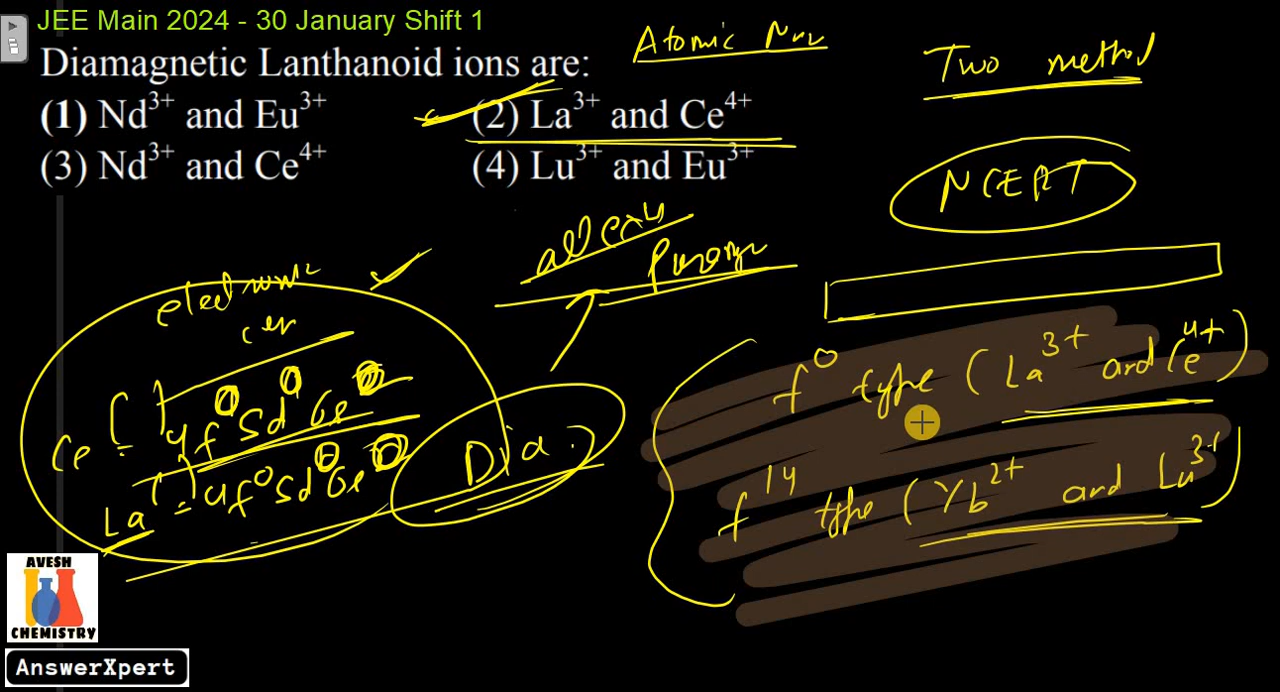 JEE Main 2024 - 30 January Shift 1
Diamagnetic Lanthanoid ions are:
(1) Nd³⁺ and Eu³⁺
(2) La³⁺ and Ce⁴⁺
(3) Nd³⁺ and Ce⁴⁺
(4) Lu³⁺ and Eu³⁺
Atomic
Two method
NCERT
f⁰ type (La³⁺ and Ce⁴⁺)
f¹⁴ type (Yb²⁺ and Lu³⁺)
Ce [ ] 4f⁰ 5d⁰ 6s⁰
La [ ] = 4f⁰ 5d⁰ 6s⁰
Dia.
AVESH
CHEMISTRY
AnswerXpert